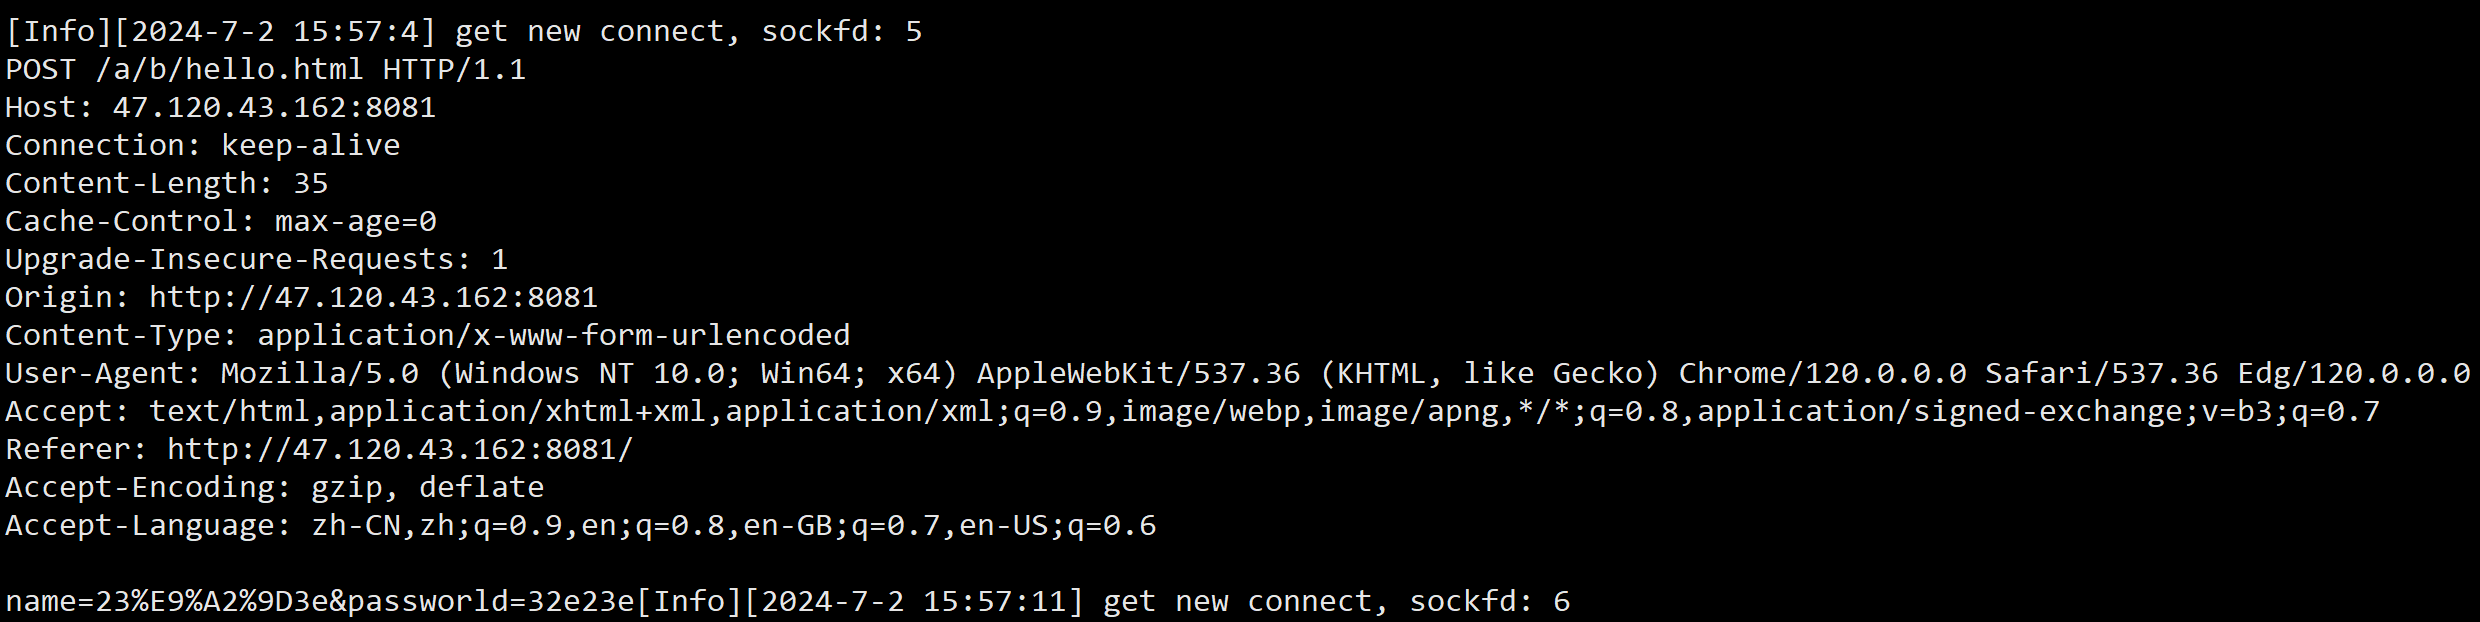 [Info][2024-7-2 15:57:4] get new connect, sockfd: 5
POST /a/b/hello.html HTTP/1.1
Host: 47.120.43.162:8081
Connection: keep-alive
Content-Length: 35
Cache-Control: max-age=0
Upgrade-Insecure-Requests: 1
Origin: http://47.120.43.162:8081
Content-Type: application/x-www-form-urlencoded
User-Agent: Mozilla/5.0 (Windows NT 10.0; Win64; x64) AppleWebKit/537.36 (KHTML, like Gecko) Chrome/120.0.0.0 Safari/537.36 Edg/120.0.0.0
Accept: text/html,application/xhtml+xml,application/xml;q=0.9,image/webp,image/apng,*/*;q=0.8,application/signed-exchange;v=b3;q=0.7
Referer: http://47.120.43.162:8081/
Accept-Encoding: gzip, deflate
Accept-Language: zh-CN,zh;q=0.9,en;q=0.8,en-GB;q=0.7,en-US;q=0.6
name=23%E9%A2%9D3e&passworld=32e23e[Info][2024-7-2 15:57:11] get new connect, sockfd: 6